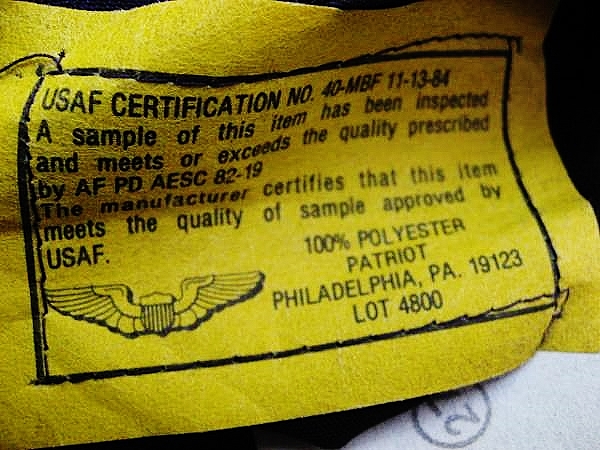 USAF CERTIFICATION NO. 40-MBF 11-13-84
A sample of this item has been inspected
and meets or exceeds the quality prescribed
by AF PD AESC 82-19
The manufacturer certifies that this item
meets the quality of sample approved by
USAF.
100% POLYESTER
PATRIOT
PHILADELPHIA, PA. 19123
LOT 4800
12